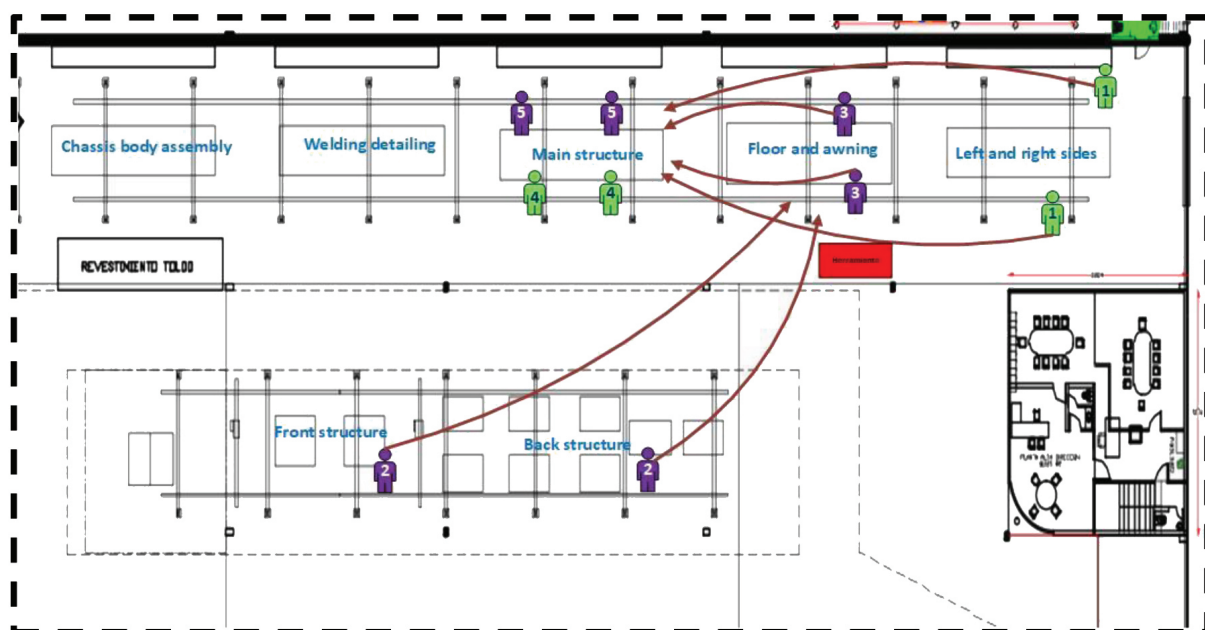 1
5
5
3
Chassis body assembly
Welding detailing
Main structure
Floor and awning
Left and right sides
4
4
3
1
REVESTIMIENTO TOLDO
Front structure
Back structure
2
2